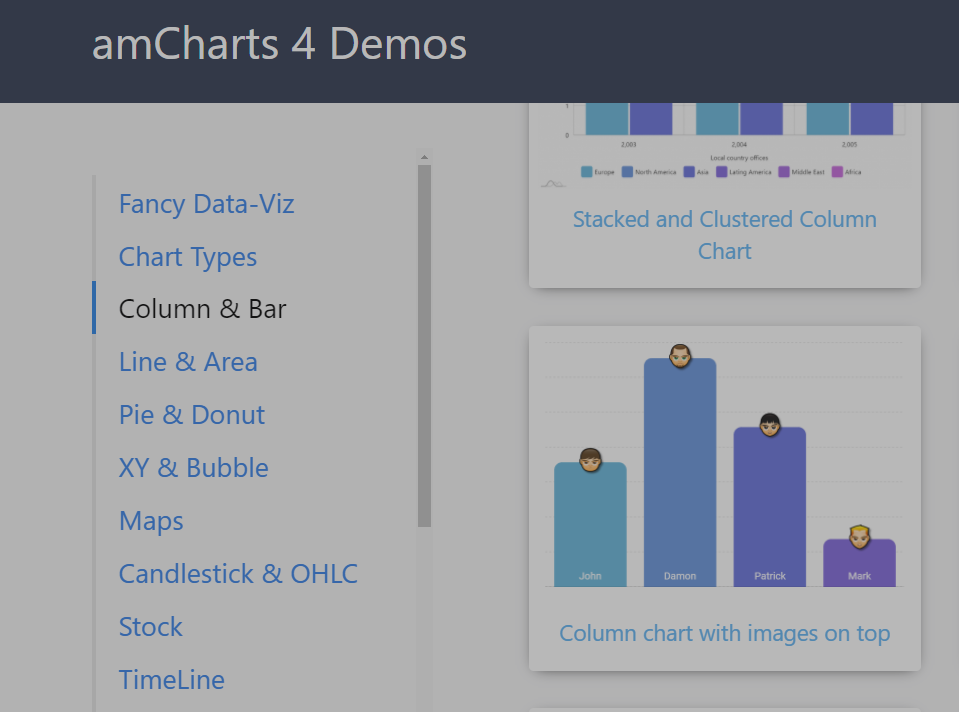 amCharts 4 Demos
Fancy Data-Viz
Chart Types
Column & Bar
Line & Area
Pie & Donut
XY & Bubble
Maps
Candlestick & OHLC
Stock
TimeLine
1
0
2,003 2,004 2,005
Local country offices
Europe North America Asia Lating America Middle East Africa
Stacked and Clustered Column
Chart
John Damon Patrick Mark
Column chart with images on top